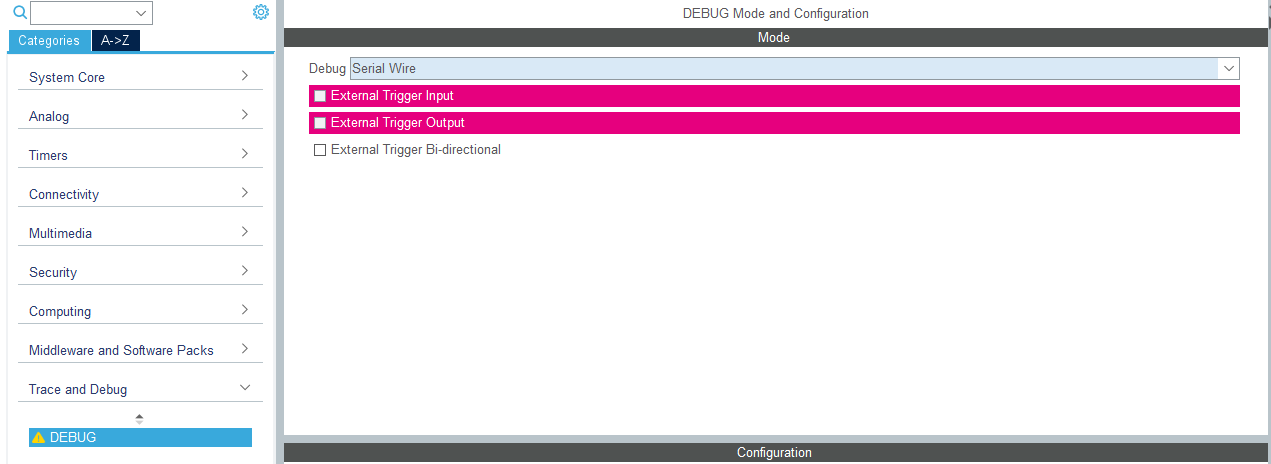 Categories
A->Z
System Core
Analog
Timers
Connectivity
Multimedia
Security
Computing
Middleware and Software Packs
Trace and Debug
DEBUG
DEBUG Mode and Configuration
Mode
Debug Serial Wire
External Trigger Input
External Trigger Output
External Trigger Bi-directional
Configuration